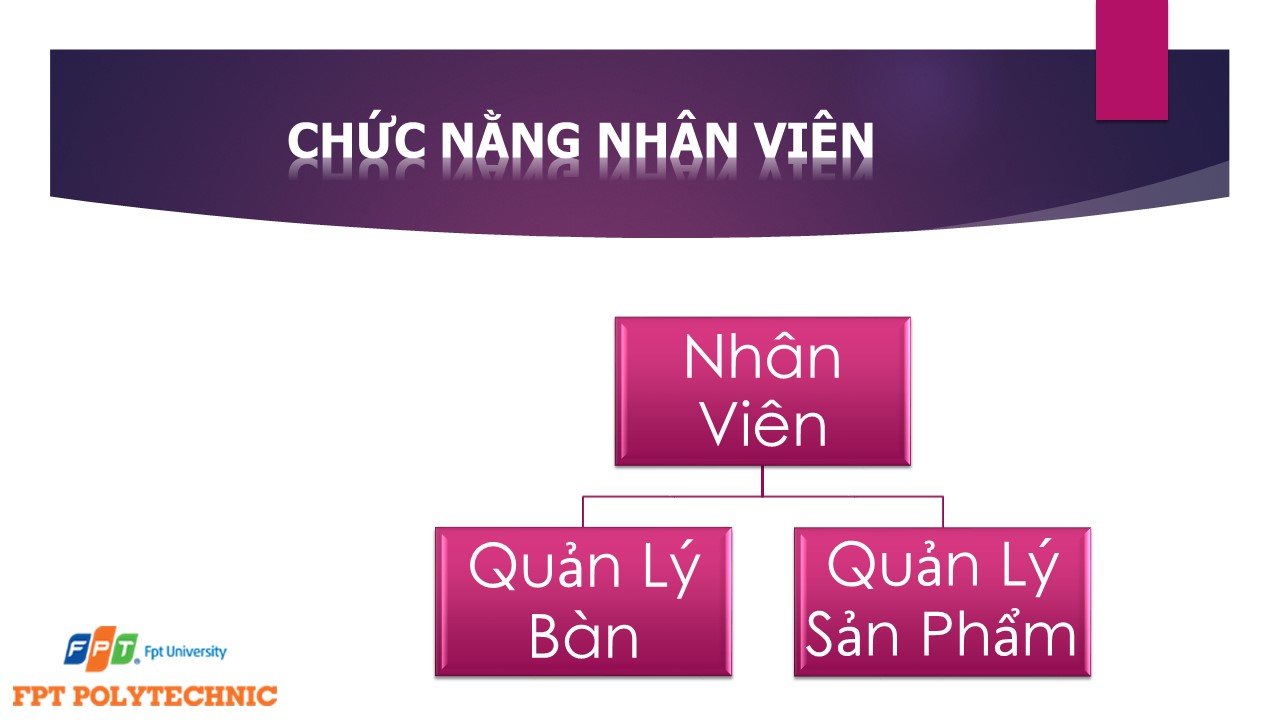 CHỨC NẰNG NHÂN VIÊN
Nhân
Viên
Quản Lý
Bàn
Quản Lý
Sản Phẩm
FPT Fpt University
FPT POLYTECHNIC